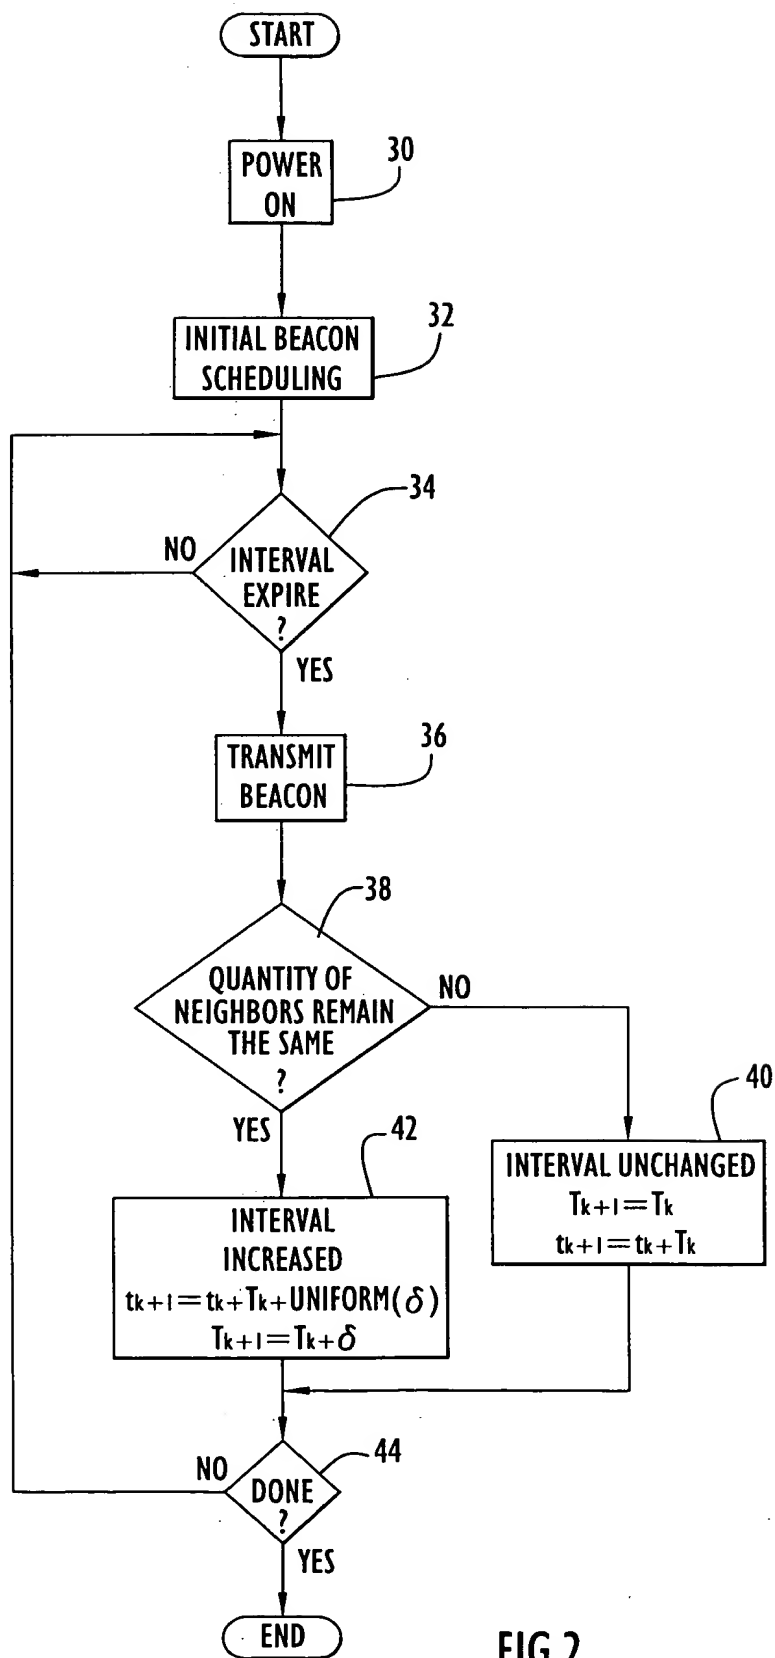 START
POWER
ON
30
INITIAL BEACON
SCHEDULING
32
34
NO
INTERVAL
EXPIRE
?
YES
TRANSMIT
BEACON
36
38
QUANTITY OF
NEIGHBORS REMAIN
THE SAME
?
NO
YES
40
INTERVAL UNCHANGED
Tk+1=Tk
tk+1=tk+Tk
42
INTERVAL
INCREASED
tk+1=tk+Tk+UNIFORM(δ)
Tk+1=Tk+δ
44
NO
DONE
?
YES
END
FIG.2